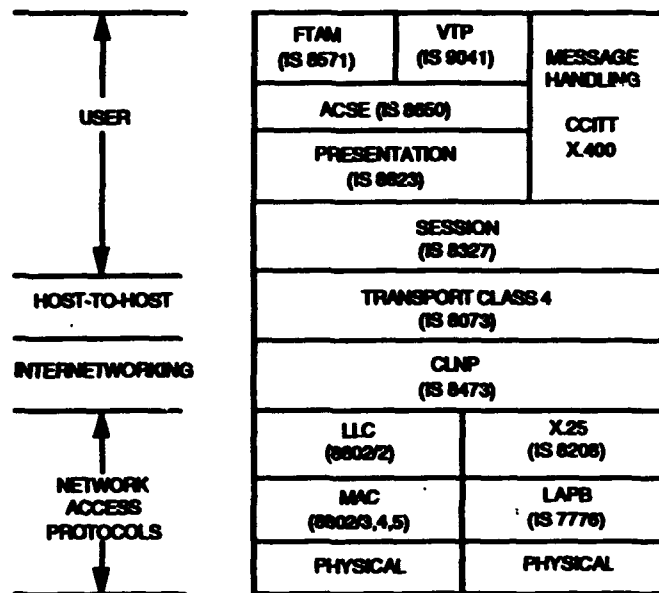 FTAM
(IS 8571)
VTP
(IS 9041)
MESSAGE
HANDLING
CCITT
X.400
USER
ACSE (IS 8650)
PRESENTATION
(IS 8823)
SESSION
(IS 8327)
HOST-TO-HOST
TRANSPORT CLASS 4
(IS 8073)
INTERNETWORKING
CLNP
(IS 8473)
NETWORK
ACCESS
PROTOCOLS
LLC
(8802/2)
X.25
(IS 8208)
MAC
(8802/3,4,5)
LAPB
(IS 7776)
PHYSICAL
PHYSICAL